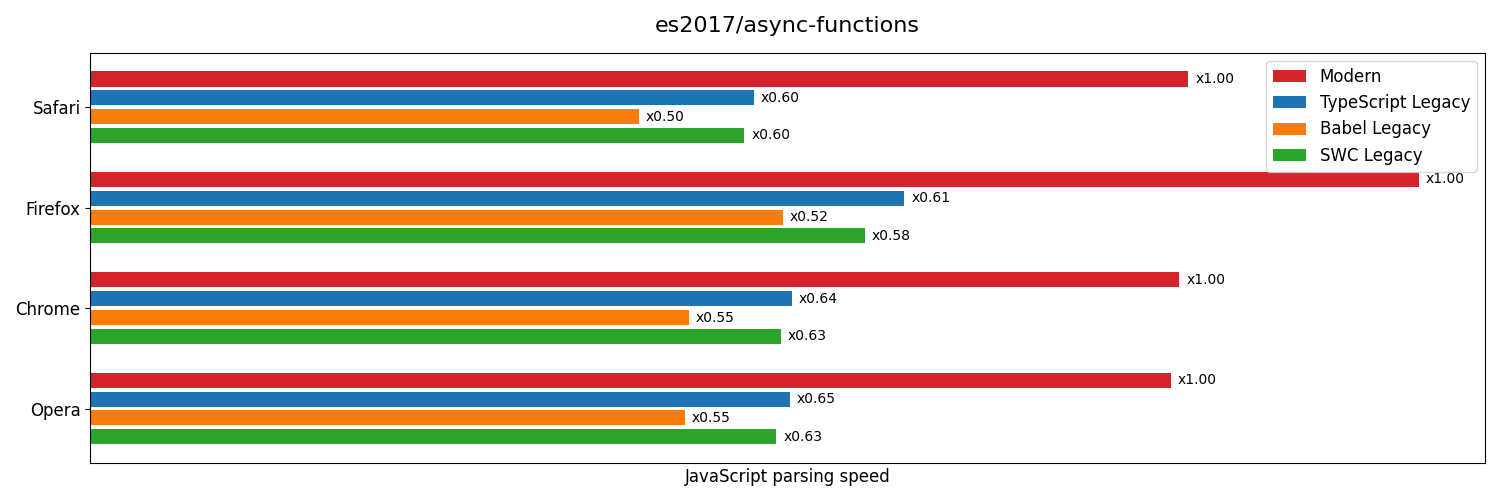 es2017/async-functions
Modern
TypeScript Legacy
Babel Legacy
SWC Legacy
Safari
x1.00
x0.60
x0.50
x0.60
Firefox
x1.00
x0.61
x0.52
x0.58
Chrome
x1.00
x0.64
x0.55
x0.63
Opera
x1.00
x0.65
x0.55
x0.63
JavaScript parsing speed